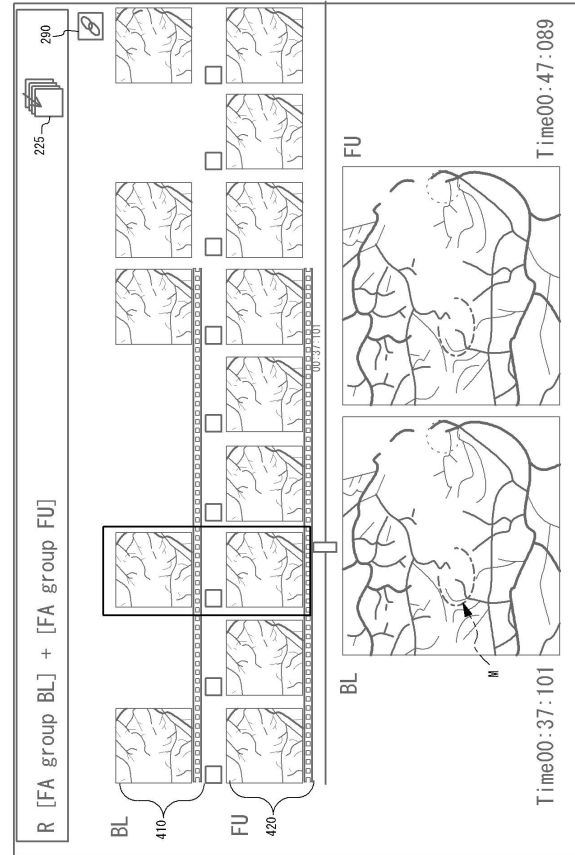 R [FA group BL] + [FA group FU]
225
290
BL
410
FU
420
00:37:101
BL
FU
M
Time00:37:101
Time00:47:089